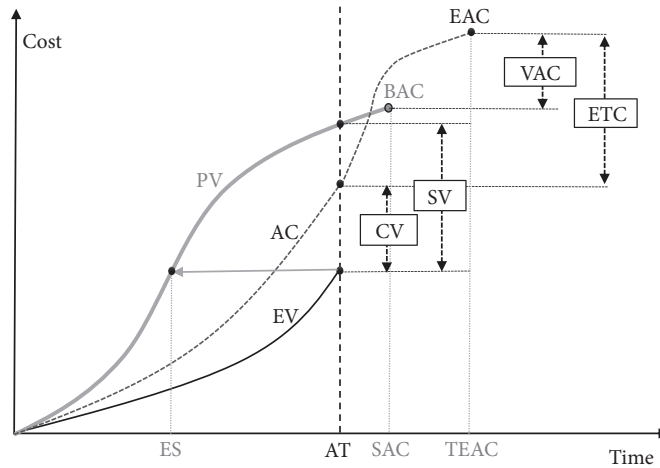 Cost
EAC
VAC
BAC
ETC
PV
SV
AC
CV
EV
ES
AT
SAC
TEAC
Time